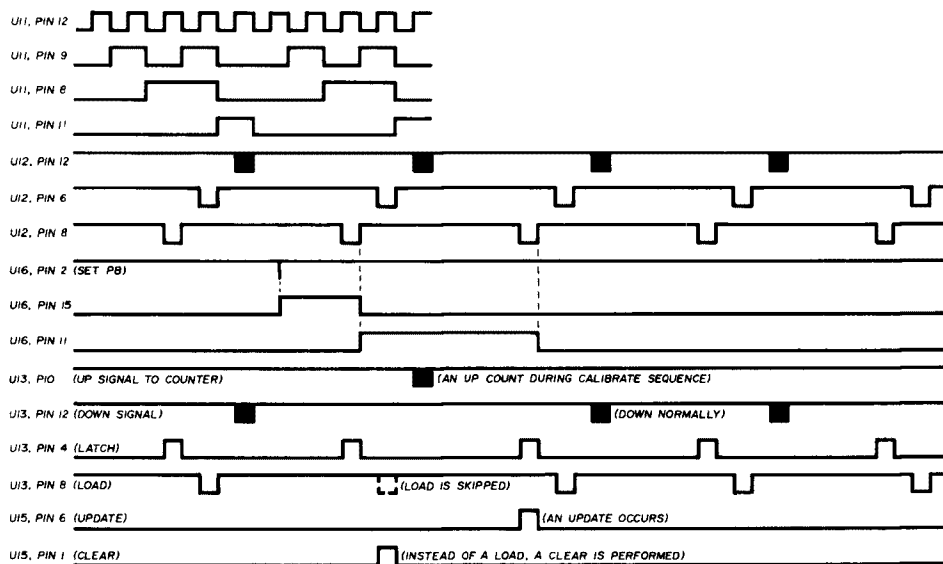 U11, PIN 12
U11, PIN 9
U11, PIN 8
U11, PIN 11
U12, PIN 12
U12, PIN 6
U12, PIN 8
U16, PIN 2 (SET PB)
U16, PIN 15
U16, PIN 11
U13, P10 (UP SIGNAL TO COUNTER) (AN UP COUNT DURING CALIBRATE SEQUENCE)
U13, PIN 12 (DOWN SIGNAL) (DOWN NORMALLY)
U13, PIN 4 (LATCH)
U13, PIN 8 (LOAD) (LOAD IS SKIPPED)
U15, PIN 6 (UPDATE) (AN UPDATE OCCURS)
U15, PIN 1 (CLEAR) (INSTEAD OF A LOAD, A CLEAR IS PERFORMED)